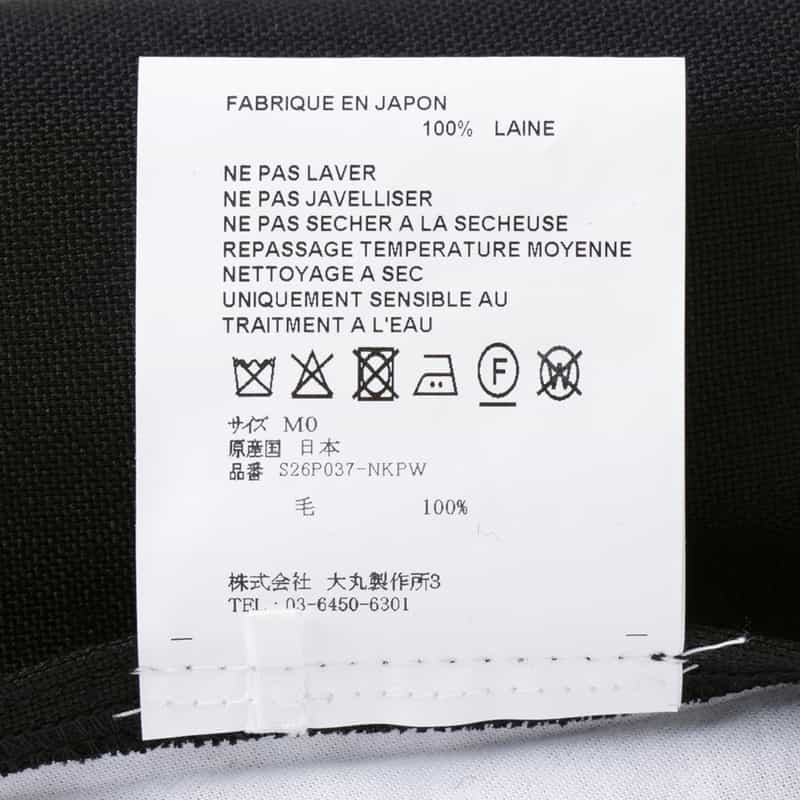 FABRIQUE EN JAPON
100% LAINE
NE PAS LAVER
NE PAS JAVELLISER
NE PAS SECHER A LA SECHEUSE
REPASSAGE TEMPERATURE MOYENNE
NETTOYAGE A SEC
UNIQUEMENT SENSIBLE AU
TRAITMENT A L'EAU
F W
サイズ M0
原産国 日本
品番 S26P037-NKPW
毛 100%
株式会社 大丸製作所3
TEL : 03-6450-6301